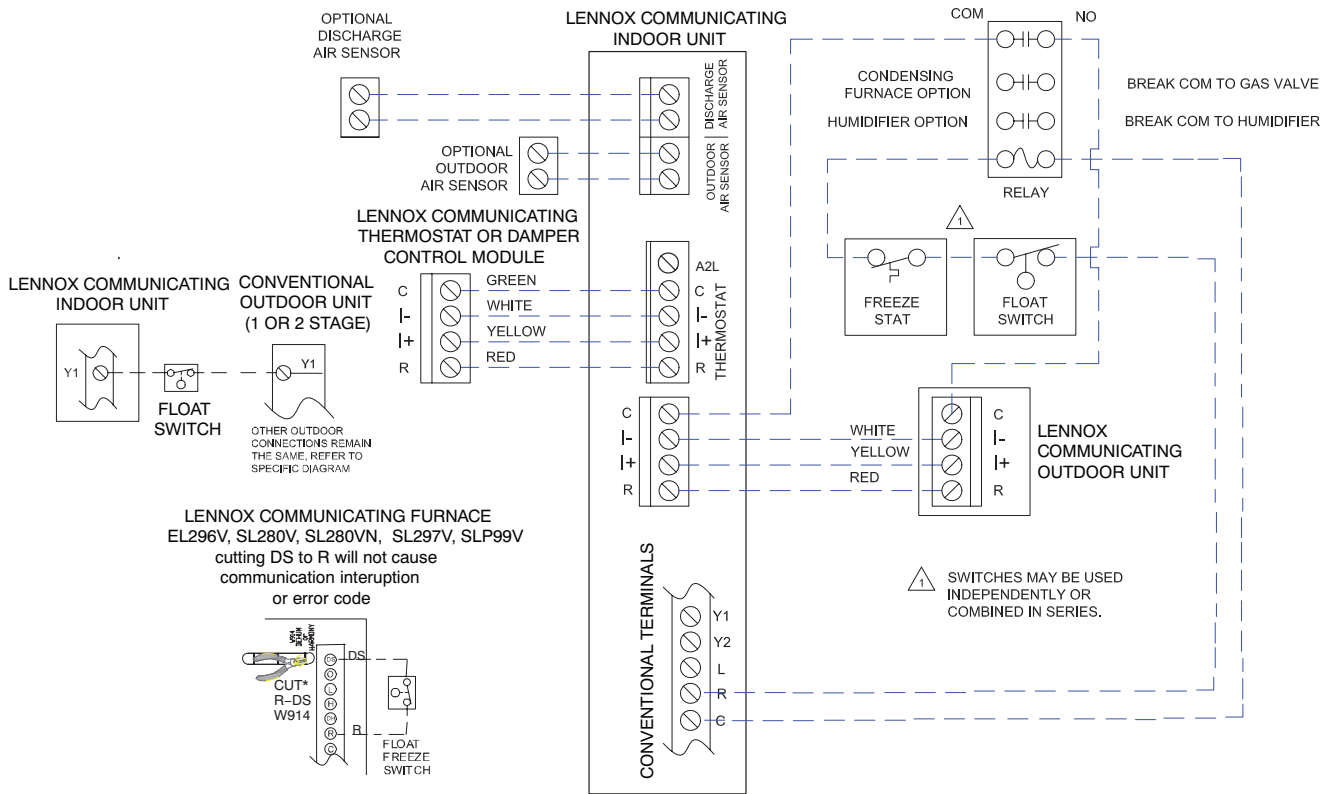 OPTIONAL
DISCHARGE
AIR SENSOR
LENNOX COMMUNICATING
INDOOR UNIT
DISCHARGE
AIR SENSOR
OPTIONAL
OUTDOOR
AIR SENSOR
OUTDOOR
AIR SENSOR
COM
NO
CONDENSING
FURNACE OPTION
BREAK COM TO GAS VALVE
HUMIDIFIER OPTION
BREAK COM TO HUMIDIFIER
RELAY
1
FREEZE
STAT
FLOAT
SWITCH
LENNOX COMMUNICATING
THERMOSTAT OR DAMPER
CONTROL MODULE
C
I-
I+
R
GREEN
WHITE
YELLOW
RED
A2L
C
I-
I+
R
THERMOSTAT
LENNOX COMMUNICATING
INDOOR UNIT
Y1
FLOAT
SWITCH
CONVENTIONAL
OUTDOOR UNIT
(1 OR 2 STAGE)
Y1
OTHER OUTDOOR
CONNECTIONS REMAIN
THE SAME, REFER TO
SPECIFIC DIAGRAM
C
I-
I+
R
WHITE
YELLOW
RED
C
I-
I+
R
LENNOX
COMMUNICATING
OUTDOOR UNIT
LENNOX COMMUNICATING FURNACE
EL296V, SL280V, SL280VN, SL297V, SLP99V
cutting DS to R will not cause
communication interuption
or error code
W914
DEHUM
OR
HARMONY
CUT*
R-DS
W914
DS
O
L
H
DH
R
C
DS
R
FLOAT
FREEZE
SWITCH
CONVENTIONAL TERMINALS
Y1
Y2
L
R
C
1 SWITCHES MAY BE USED
INDEPENDENTLY OR
COMBINED IN SERIES.